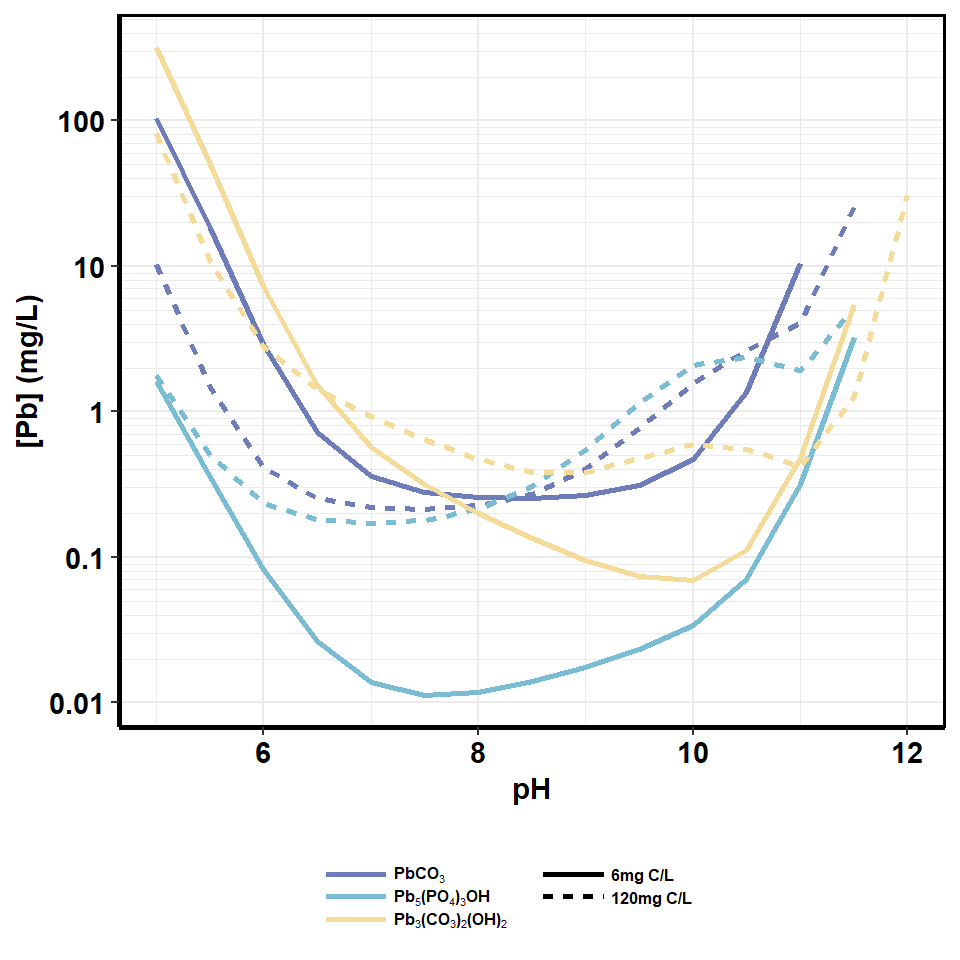 [Pb] (mg/L)
100
10
1
0.1
0.01
6 8 10 12
pH
PbCO₃ 6mg C/L
Pb₅(PO₄)₃OH 120mg C/L
Pb₃(CO₃)₂(OH)₂